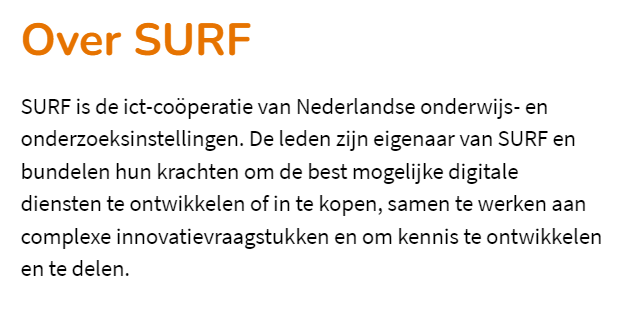 Over SURF
SURF is de ict-coöperatie van Nederlandse onderwijs- en
onderzoeksinstellingen. De leden zijn eigenaar van SURF en
bundelen hun krachten om de best mogelijke digitale
diensten te ontwikkelen of in te kopen, samen te werken aan
complexe innovatievraagstukken en om kennis te ontwikkelen
en te delen.